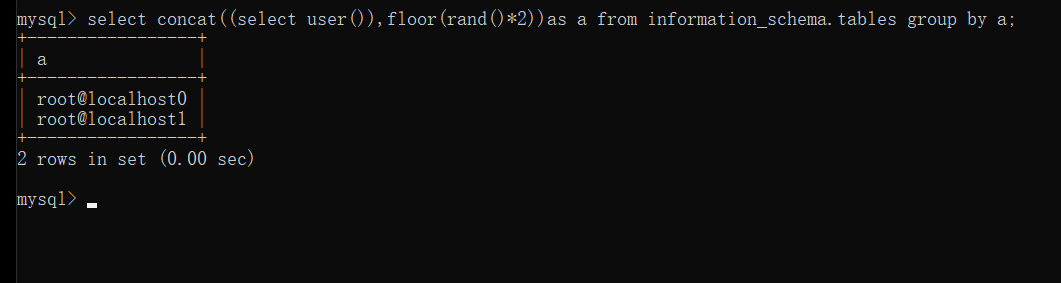 mysql> select concat((select user()),floor(rand()*2))as a from information_schema.tables group by a;
+-----------------+
| a               |
+-----------------+
| root@localhost0 |
| root@localhost1 |
+-----------------+
2 rows in set (0.00 sec)
mysql>